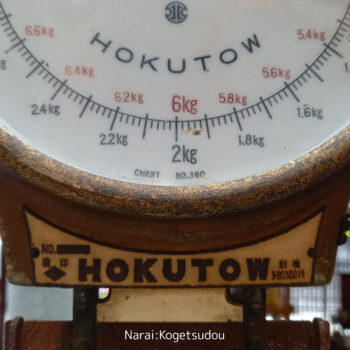 HOKUTOW
6.6kg 5.4kg
6.4kg 6.2kg 6kg 5.8kg 5.6kg
2.4kg 2.2kg 2kg 1.8kg 1.6kg
CHART NO.360
NO.
HOKUTOW
Narai:Kogetsudou